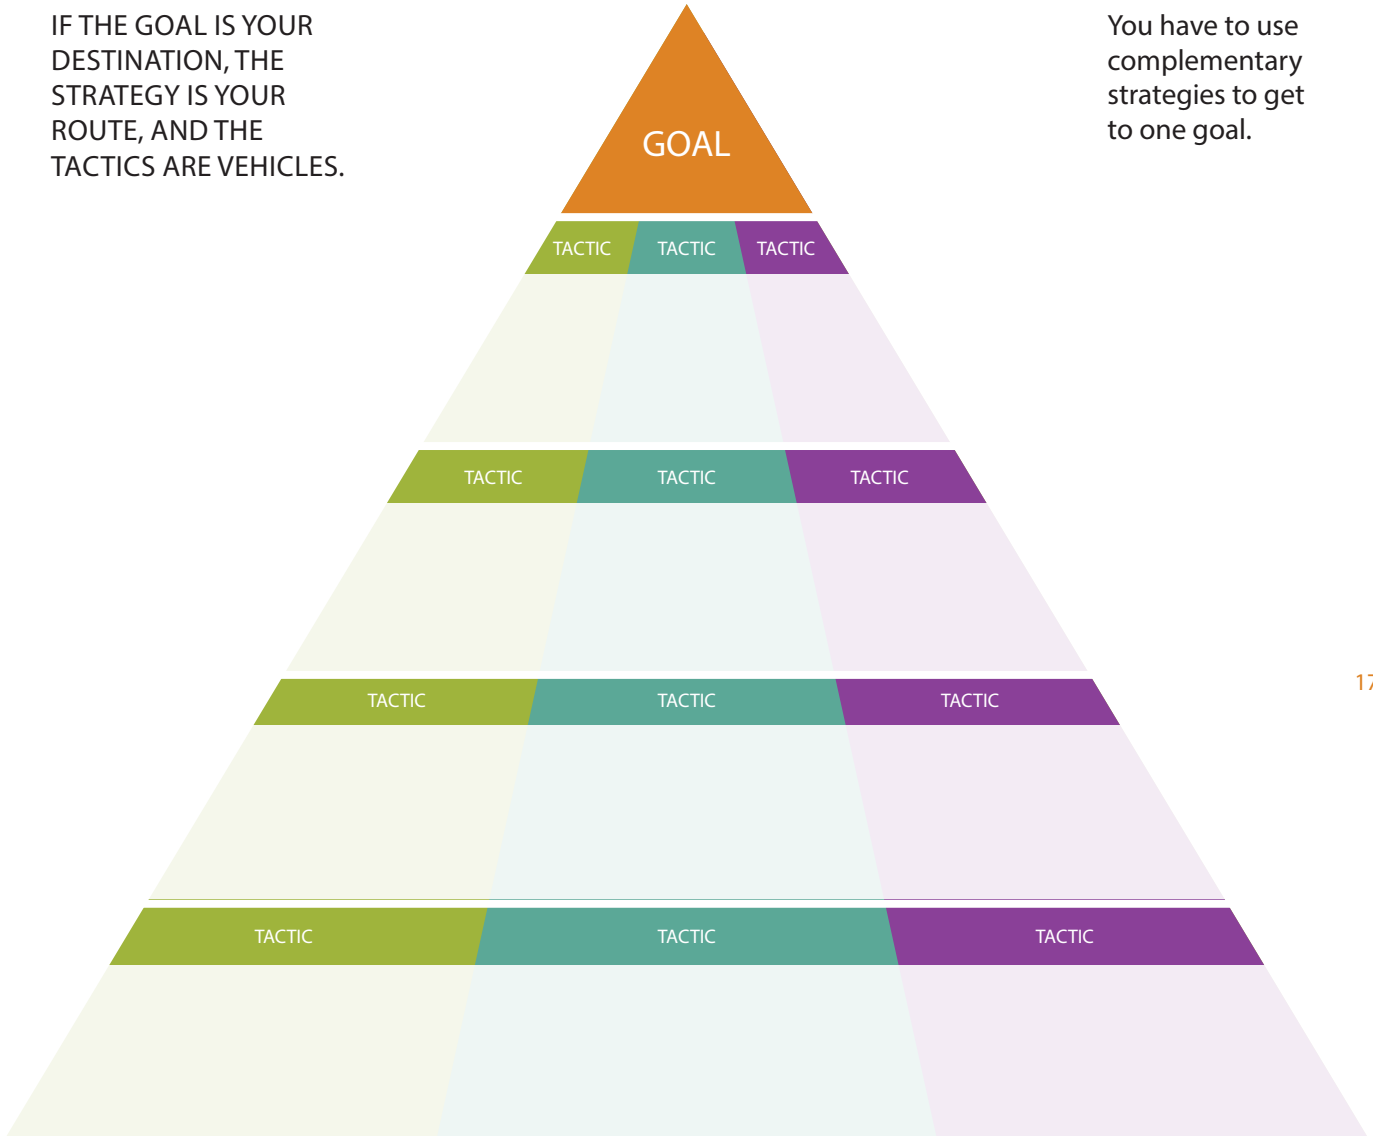 IF THE GOAL IS YOUR
DESTINATION, THE
STRATEGY IS YOUR
ROUTE, AND THE
TACTICS ARE VEHICLES.
You have to use
complementary
strategies to get
to one goal.
GOAL
TACTIC TACTIC TACTIC
TACTIC TACTIC TACTIC
17
TACTIC TACTIC TACTIC
TACTIC TACTIC TACTIC